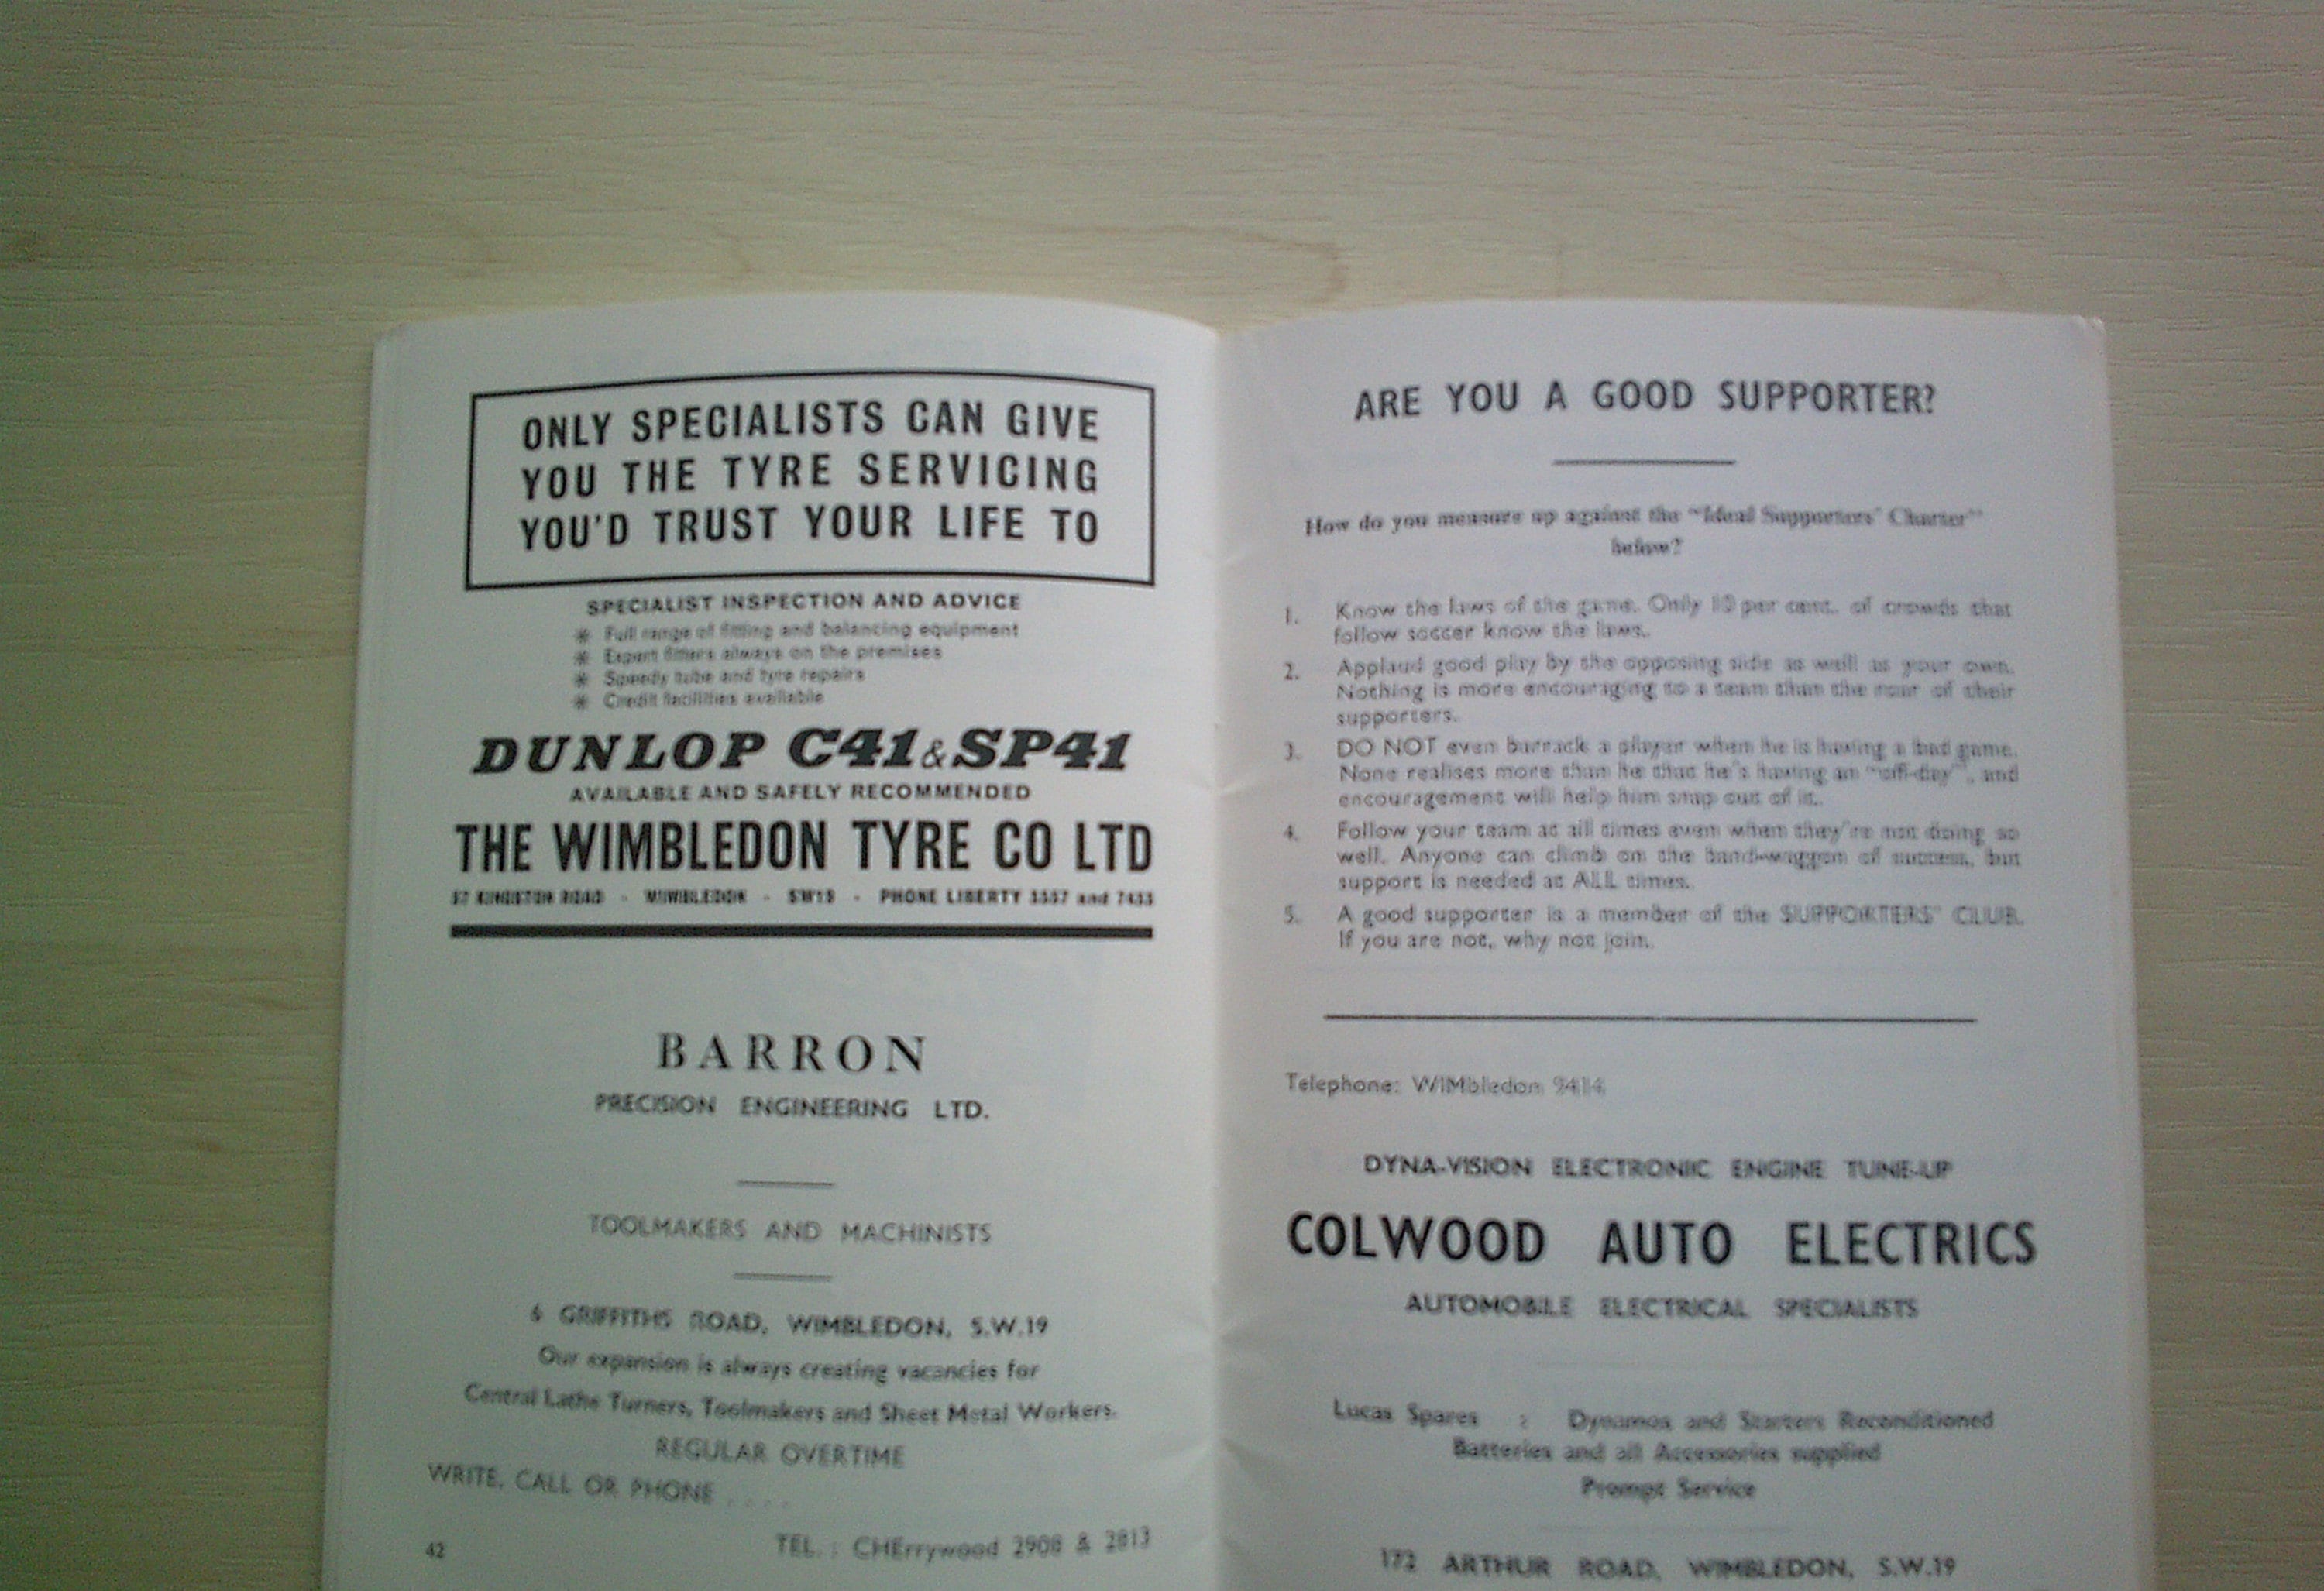 ONLY SPECIALISTS CAN GIVE
YOU THE TYRE SERVICING
YOU'D TRUST YOUR LIFE TO
SPECIALIST INSPECTION AND ADVICE
* Full range of fitting and balancing equipment
* Expert fitters always on the premises
* Speedy tube and tyre repairs
* Credit facilities available
DUNLOP C41 & SP41
AVAILABLE AND SAFELY RECOMMENDED
THE WIMBLEDON TYRE CO LTD
KINGSTON ROAD - WIMBLEDON - SW19 - PHONE LIBERTY and
BARRON
PRECISION ENGINEERING LTD.
TOOLMAKERS AND MACHINISTS
6 GRIFFITHS ROAD, WIMBLEDON, S.W.19
Our expansion is always creating vacancies for
Central Lathe Turners, Toolmakers and Sheet Metal Workers.
REGULAR OVERTIME
WRITE, CALL OR PHONE . . . .
TEL. : CHErrywood 2908 & 2813
42
ARE YOU A GOOD SUPPORTER?
How do you measure up against the "Ideal Supporters' Charter"
below?
1. Know the laws of the game. Only 10 per cent. of crowds that
follow soccer know the laws.
2. Applaud good play by the opposing side as well as your own.
Nothing is more encouraging to a team than the roar of their
supporters.
3. DO NOT even barrack a player when he is having a bad game.
None realises more than he that he's having an "off-day", and
encouragement will help him snap out of it.
4. Follow your team at all times even when they're not doing so
well. Anyone can climb on the band-waggon of success, but
support is needed at ALL times.
5. A good supporter is a member of the SUPPORTERS' CLUB.
If you are not, why not join.
Telephone: WIMbledon 9414
DYNA-VISION ELECTRONIC ENGINE TUNE-UP
COLWOOD AUTO ELECTRICS
AUTOMOBILE ELECTRICAL SPECIALISTS
Lucas Spares : Dynamos and Starters Reconditioned
Batteries and all Accessories supplied
Prompt Service
172 ARTHUR ROAD, WIMBLEDON, S.W.19